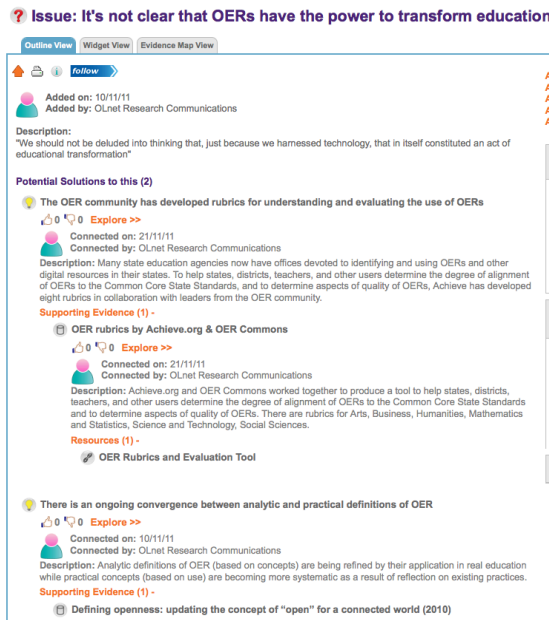 ? Issue: It's not clear that OERs have the power to transform education
Outline View Widget View Evidence Map View
i follow
Added on: 10/11/11
Added by: OLnet Research Communications
Description:
"We should not be deluded into thinking that, just because we harnessed technology, that in itself constituted an act of
educational transformation"
Potential Solutions to this (2)
The OER community has developed rubrics for understanding and evaluating the use of OERs
0 0 Explore >>
Connected on: 21/11/11
Connected by: OLnet Research Communications
Description: Many state education agencies now have offices devoted to identifying and using OERs and other
digital resources in their states. To help states, districts, teachers, and other users determine the degree of alignment
of OERs to the Common Core State Standards, and to determine aspects of quality of OERs, Achieve has developed
eight rubrics in collaboration with leaders from the OER community.
Supporting Evidence (1) -
OER rubrics by Achieve.org & OER Commons
0 0 Explore >>
Connected on: 21/11/11
Connected by: OLnet Research Communications
Description: Achieve.org and OER Commons worked together to produce a tool to help states, districts,
teachers, and other users determine the degree of alignment of OERs to the Common Core State Standards
and to determine aspects of quality of OERs. There are rubrics for Arts, Business, Humanities, Mathematics
and Statistics, Science and Technology, Social Sciences.
Resources (1) -
OER Rubrics and Evaluation Tool
There is an ongoing convergence between analytic and practical definitions of OER
0 0 Explore >>
Connected on: 10/11/11
Connected by: OLnet Research Communications
Description: Analytic definitions of OER (based on concepts) are being refined by their application in real education
while practical concepts (based on use) are becoming more systematic as a result of reflection on existing practices.
Supporting Evidence (1) -
Defining openness: updating the concept of "open" for a connected world (2010)